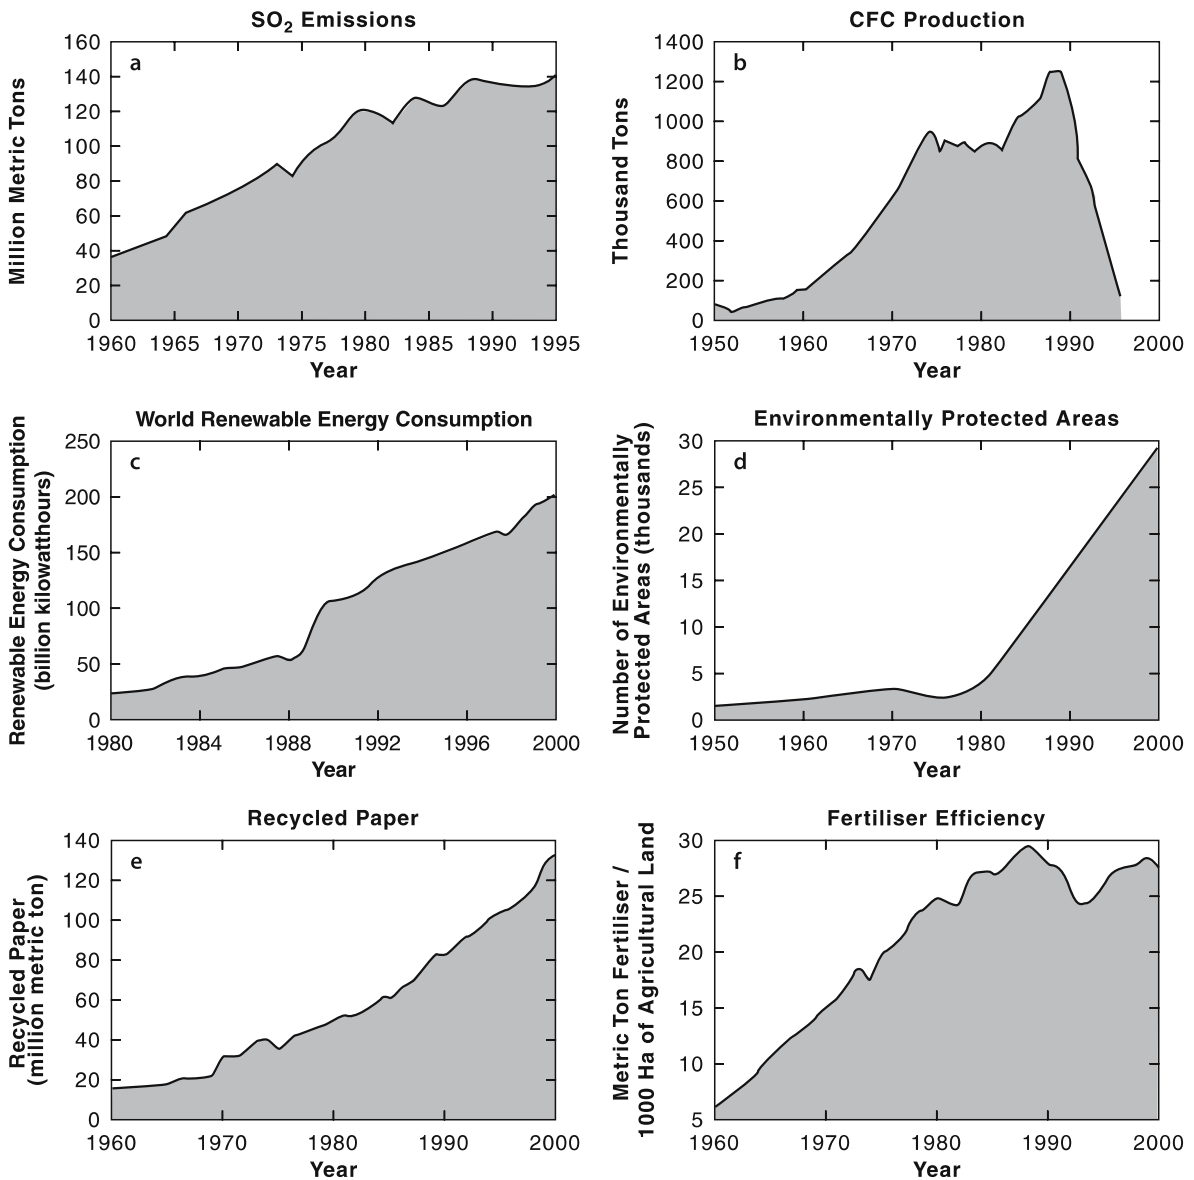 SO2 Emissions
a
Million Metric Tons
160
140
120
100
80
60
40
20
0
1960 1965 1970 1975 1980 1985 1990 1995
Year
CFC Production
b
Thousand Tons
1400
1200
1000
800
600
400
200
0
1950 1960 1970 1980 1990 2000
Year
World Renewable Energy Consumption
c
Renewable Energy Consumption
(billion kilowatthours)
250
200
150
100
50
0
1980 1984 1988 1992 1996 2000
Year
Environmentally Protected Areas
d
Number of Environmentally
Protected Areas (thousands)
30
25
20
15
10
5
0
1950 1960 1970 1980 1990 2000
Year
Recycled Paper
e
Recycled Paper
(million metric ton)
140
120
100
80
60
40
20
0
1960 1970 1980 1990 2000
Year
Fertiliser Efficiency
f
Metric Ton Fertiliser /
1000 Ha of Agricultural Land
30
25
20
15
10
5
1960 1970 1980 1990 2000
Year